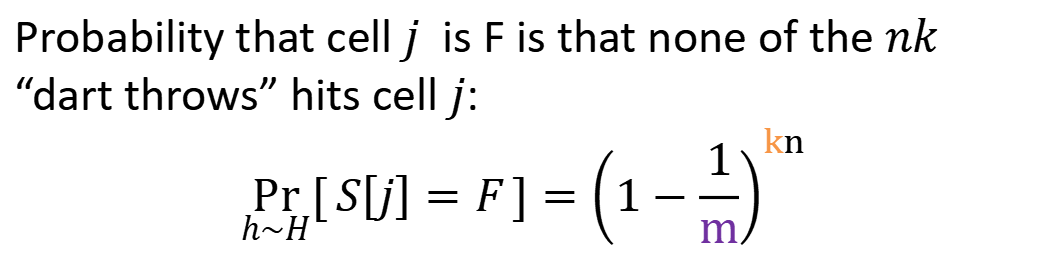 Probability that cell j is F is that none of the nk
“dart throws” hits cell j:
Pr_{h~H}[ S[j] = F ] = (1 − 1/m)^{kn}